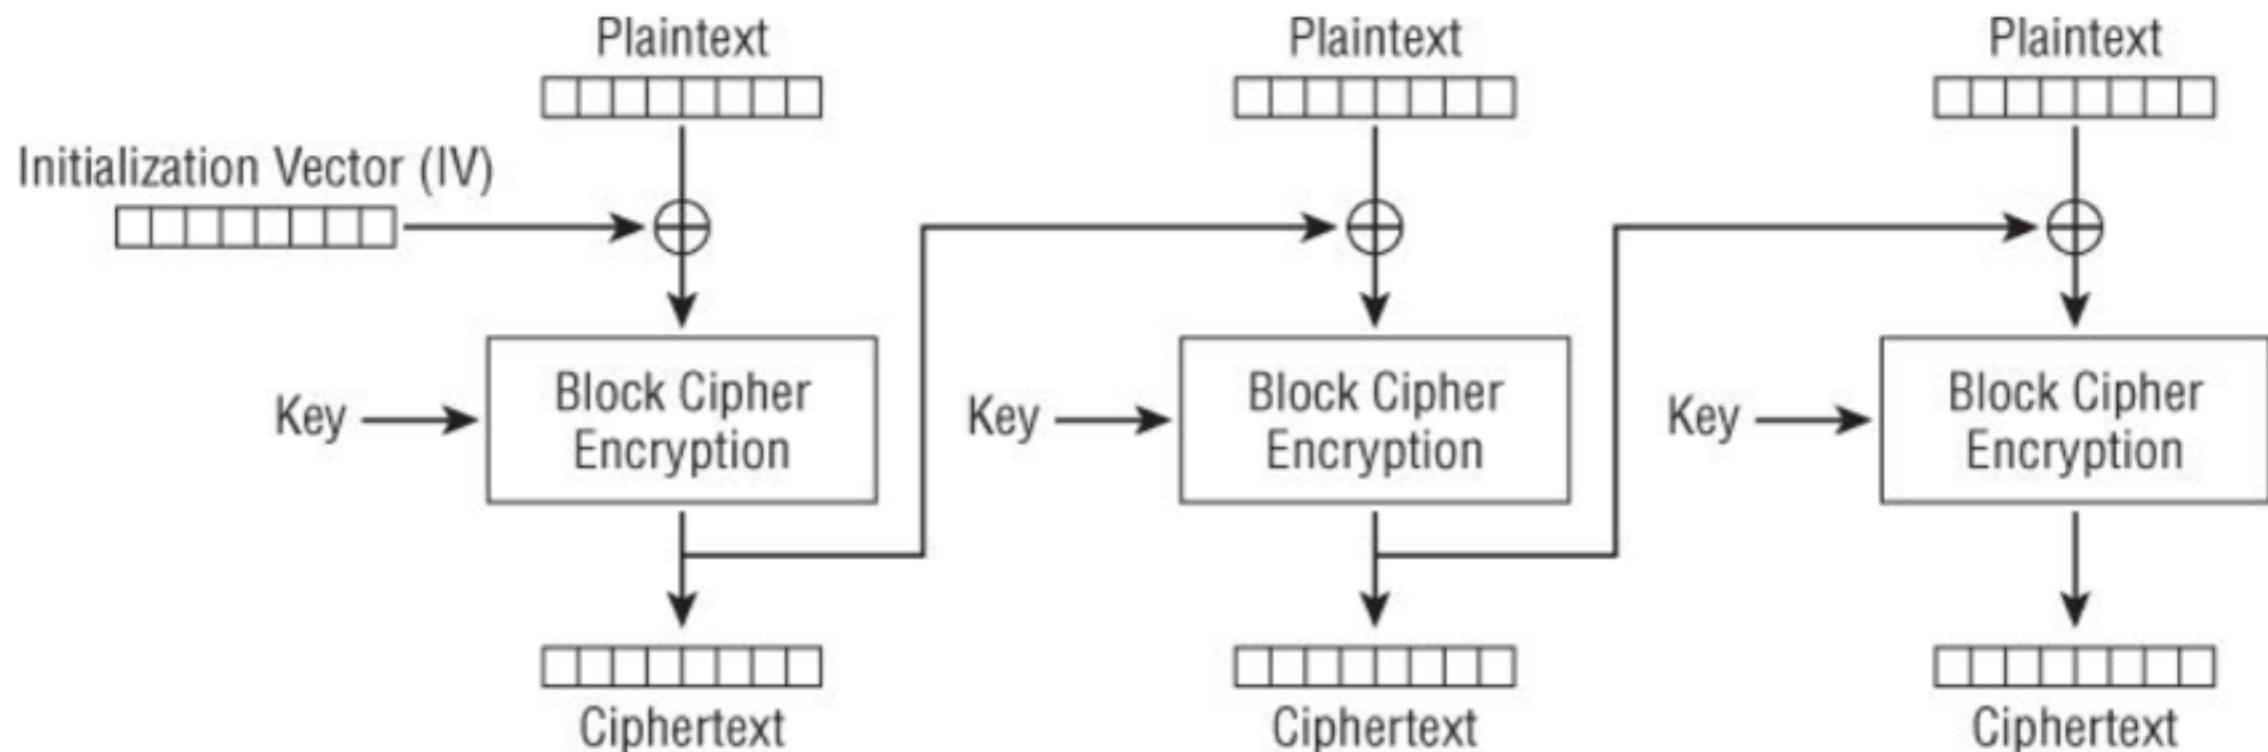 Plaintext
Plaintext
Plaintext
Initialization Vector (IV)
Key
Block Cipher
Encryption
Key
Block Cipher
Encryption
Key
Block Cipher
Encryption
Ciphertext
Ciphertext
Ciphertext